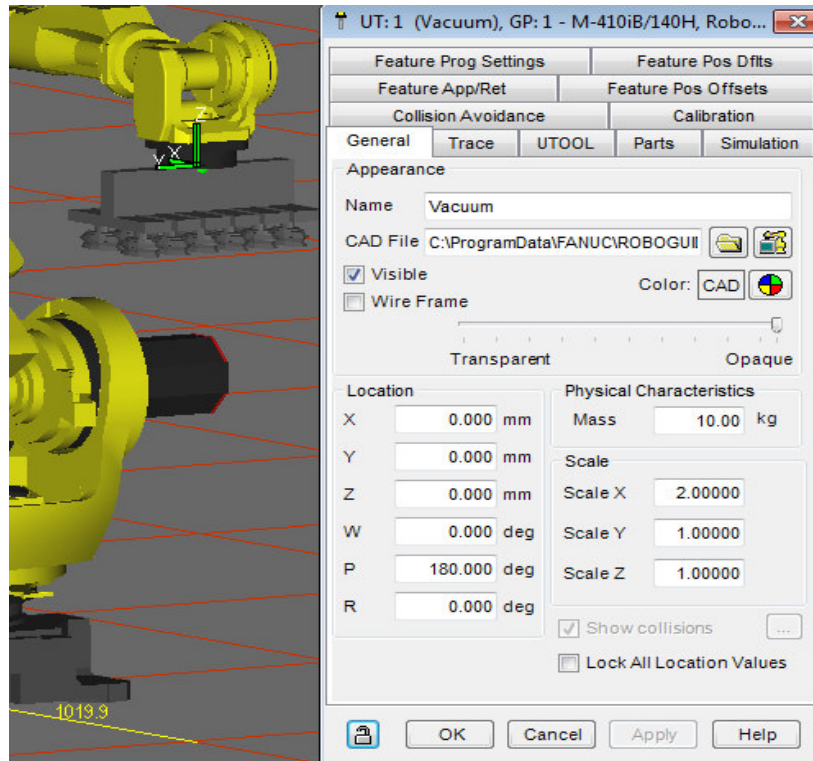 UT: 1 (Vacuum), GP: 1 - M-410iB/140H, Robo...
Feature Prog Settings
Feature Pos Dflts
Feature App/Ret
Feature Pos Offsets
Collision Avoidance
Calibration
General
Trace
UTOOL
Parts
Simulation
Appearance
Name
Vacuum
CAD File
C:\ProgramData\FANUC\ROBOGUI
Visible
Color:
CAD
Wire Frame
Transparent
Opaque
Location
X 0.000 mm
Y 0.000 mm
Z 0.000 mm
W 0.000 deg
P 180.000 deg
R 0.000 deg
Physical Characteristics
Mass 10.00 kg
Scale
Scale X 2.00000
Scale Y 1.00000
Scale Z 1.00000
Show collisions
...
Lock All Location Values
OK
Cancel
Apply
Help
Z
X
Y
1019.9